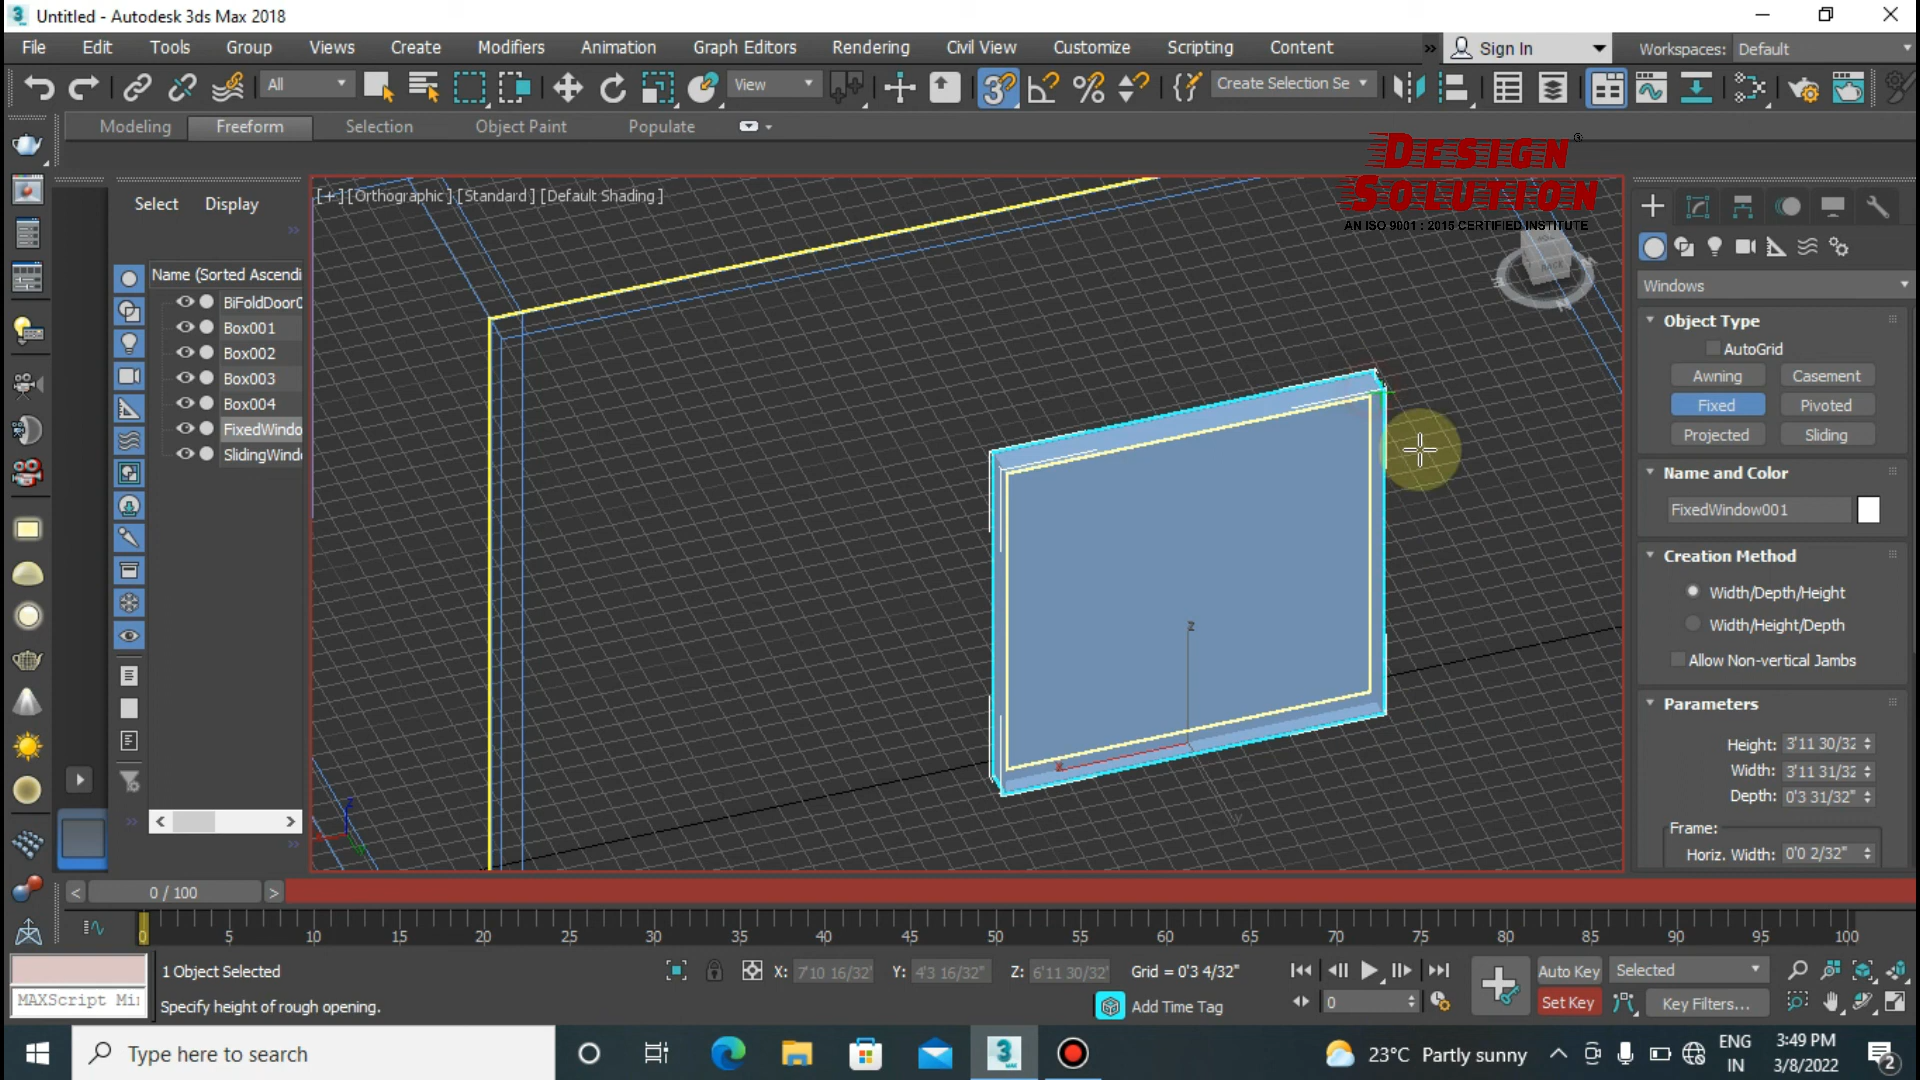 Untitled - Autodesk 3ds Max 2018
File Edit Tools Group Views Create Modifiers Animation Graph Editors Rendering Civil View Customize Scripting Content » Sign In Workspaces: Default
All View Create Selection Se
Modeling Freeform Selection Object Paint Populate
DESIGN
SOLUTION
AN ISO 9001 : 2015 CERTIFIED INSTITUTE
[+] [Orthographic ] [Standard ] [Default Shading ]
Select Display
Name (Sorted Ascendi
BiFoldDoor0
Box001
Box002
Box003
Box004
FixedWindo
SlidingWind
BACK
Windows
Object Type
AutoGrid
Awning Casement
Fixed Pivoted
Projected Sliding
Name and Color
FixedWindow001
Creation Method
Width/Depth/Height
Width/Height/Depth
Allow Non-vertical Jambs
Parameters
Height: 3'11 30/32
Width: 3'11 31/32
Depth: 0'3 31/32"
Frame:
Horiz. Width: 0'0 2/32"
z
x
y
< 0 / 100 >
0 5 10 15 20 25 30 35 40 45 50 55 60 65 70 75 80 85 90 95 100
1 Object Selected X: 7'10 16/32' Y: 4'3 16/32" Z: 6'11 30/32" Grid = 0'3 4/32" Auto Key Selected
MAXScript Mi Specify height of rough opening. Add Time Tag 0 Set Key Key Filters...
Type here to search 23°C Partly sunny ENG IN 3:49 PM 3/8/2022 2